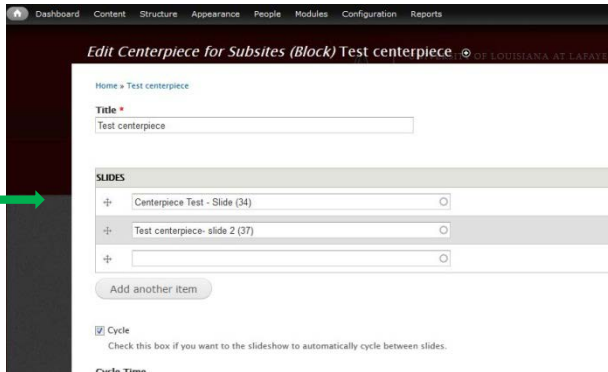 Dashboard Content Structure Appearance People Modules Configuration Reports
Edit Centerpiece for Subsites (Block) Test centerpiece
OF LOUISIANA AT LAFAYE
Home » Test centerpiece
Title *
Test centerpiece
SLIDES
Centerpiece Test - Slide (34)
Test centerpiece- slide 2 (37)
Add another item
Cycle
Check this box if you want to the slideshow to automatically cycle between slides.
Cycle Time